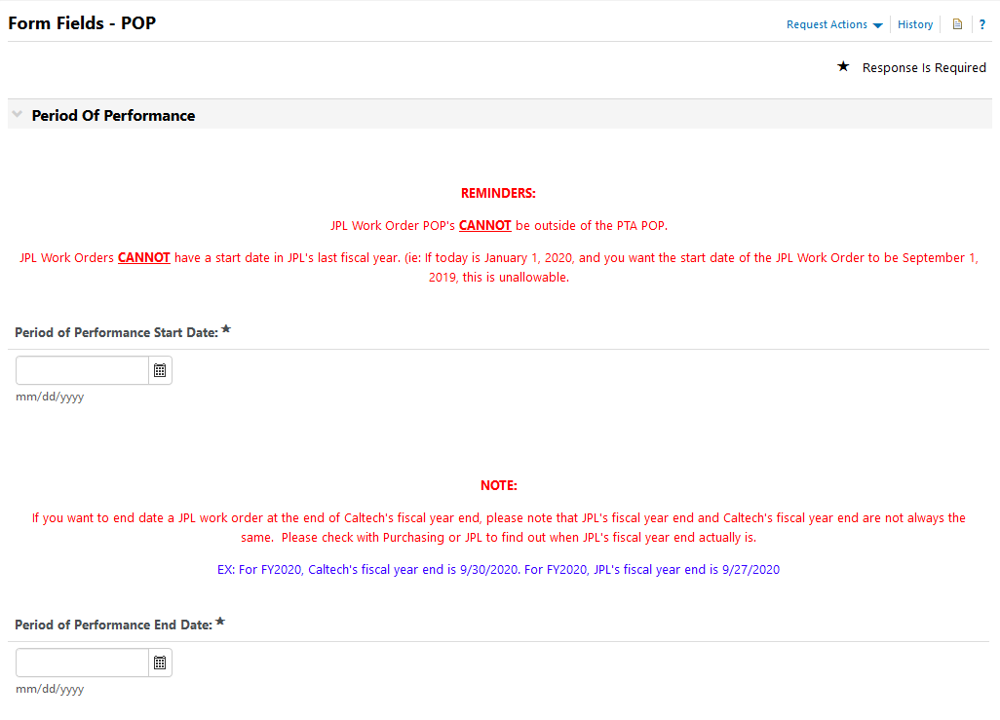 Form Fields - POP
Request Actions History ?
★ Response Is Required
Period Of Performance
REMINDERS:
JPL Work Order POP's CANNOT be outside of the PTA POP.
JPL Work Orders CANNOT have a start date in JPL's last fiscal year. (ie: If today is January 1, 2020, and you want the start date of the JPL Work Order to be September 1,
2019, this is unallowable.
Period of Performance Start Date: ★
mm/dd/yyyy
NOTE:
If you want to end date a JPL work order at the end of Caltech's fiscal year end, please note that JPL's fiscal year end and Caltech's fiscal year end are not always the
same.  Please check with Purchasing or JPL to find out when JPL's fiscal year end actually is.
EX: For FY2020, Caltech's fiscal year end is 9/30/2020. For FY2020, JPL's fiscal year end is 9/27/2020
Period of Performance End Date: ★
mm/dd/yyyy